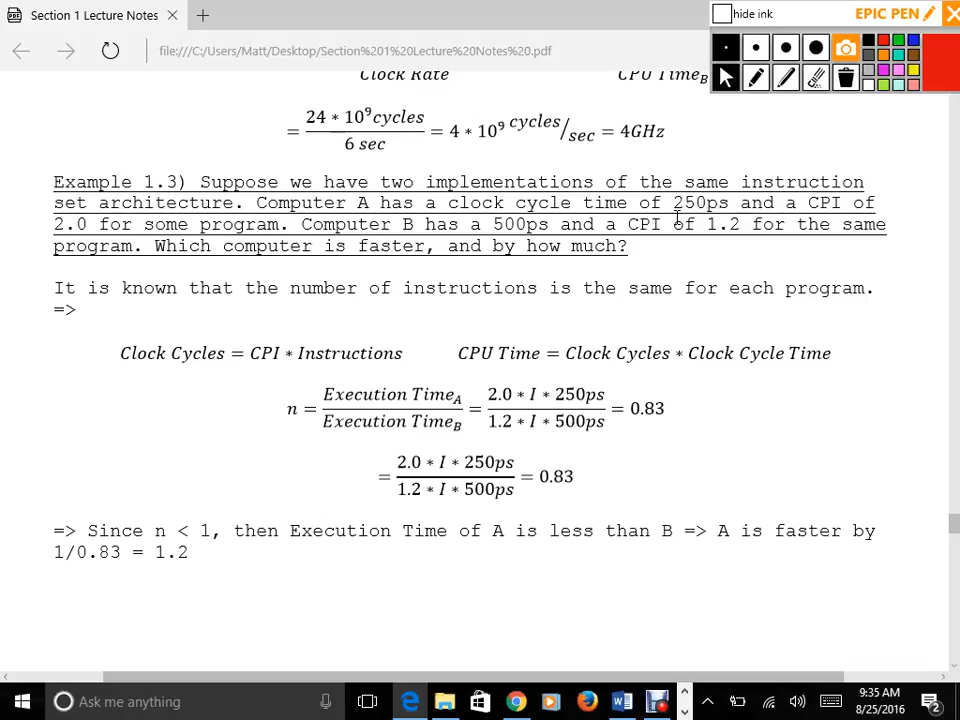 Section 1 Lecture Notes
hide ink
EPIC PEN
file:///C:/Users/Matt/Desktop/Section%201%20Lecture%20Notes%20.pdf
Clock Rate CPU Time_B
= 24 * 10^9 cycles / 6 sec = 4 * 10^9 cycles/sec = 4GHz
Example 1.3) Suppose we have two implementations of the same instruction
set architecture. Computer A has a clock cycle time of 250ps and a CPI of
2.0 for some program. Computer B has a 500ps and a CPI of 1.2 for the same
program. Which computer is faster, and by how much?
It is known that the number of instructions is the same for each program.
=>
Clock Cycles = CPI * Instructions CPU Time = Clock Cycles * Clock Cycle Time
n = Execution Time_A / Execution Time_B = 2.0 * I * 250ps / 1.2 * I * 500ps = 0.83
= 2.0 * I * 250ps / 1.2 * I * 500ps = 0.83
=> Since n < 1, then Execution Time of A is less than B => A is faster by
1/0.83 = 1.2
Ask me anything
9:35 AM
8/25/2016
2